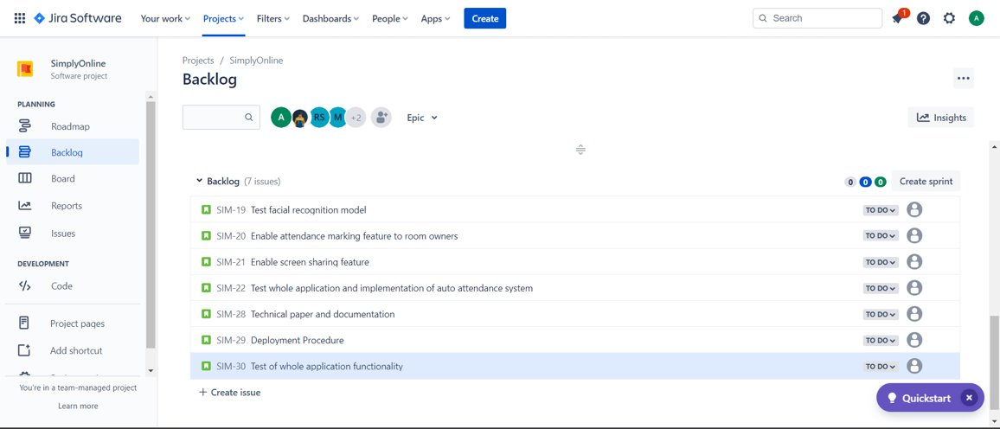 Jira Software Your work Projects Filters Dashboards People Apps Create Search 1 A
SimplyOnline
Software project
PLANNING
Roadmap
Backlog
Board
Reports
Issues
DEVELOPMENT
Code
Project pages
Add shortcut
You're in a team-managed project
Learn more
Projects / SimplyOnline
Backlog
A RS M +2 Epic Insights
Backlog (7 issues) 0 0 0 Create sprint
SIM-19 Test facial recognition model TO DO
SIM-20 Enable attendance marking feature to room owners TO DO
SIM-21 Enable screen sharing feature TO DO
SIM-22 Test whole application and implementation of auto attendance system TO DO
SIM-28 Technical paper and documentation TO DO
SIM-29 Deployment Procedure TO DO
SIM-30 Test of whole application functionality TO DO
+ Create issue
Quickstart